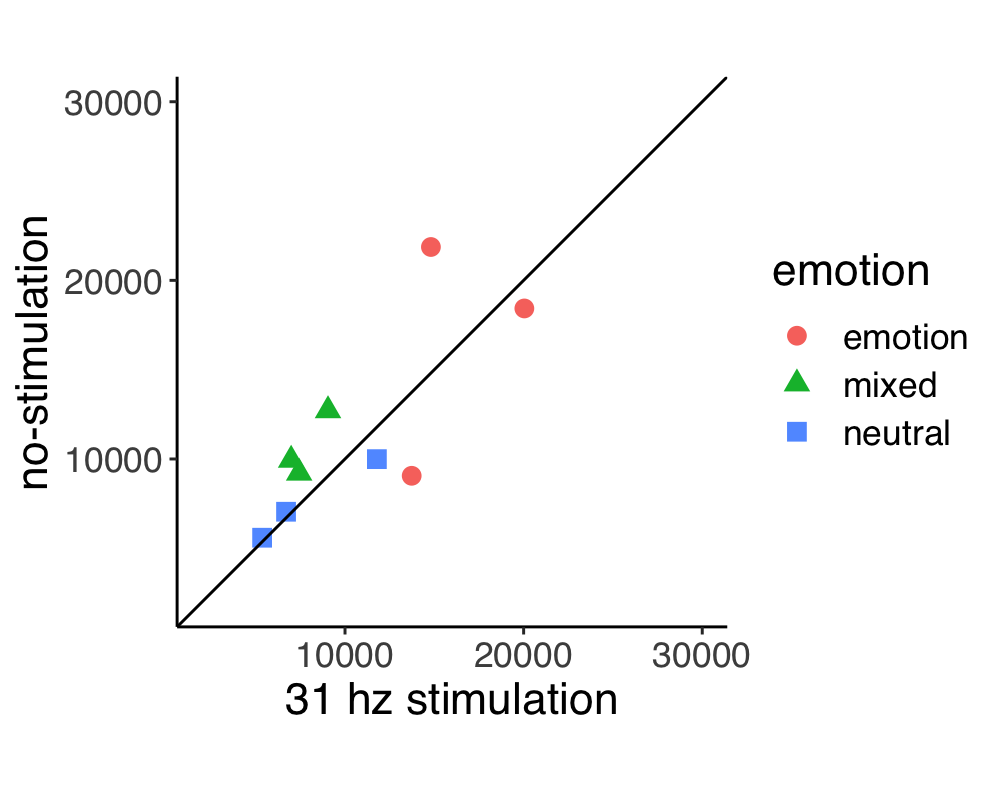 30000
20000
10000
no-stimulation
10000 20000 30000
31 hz stimulation
emotion
emotion
mixed
neutral